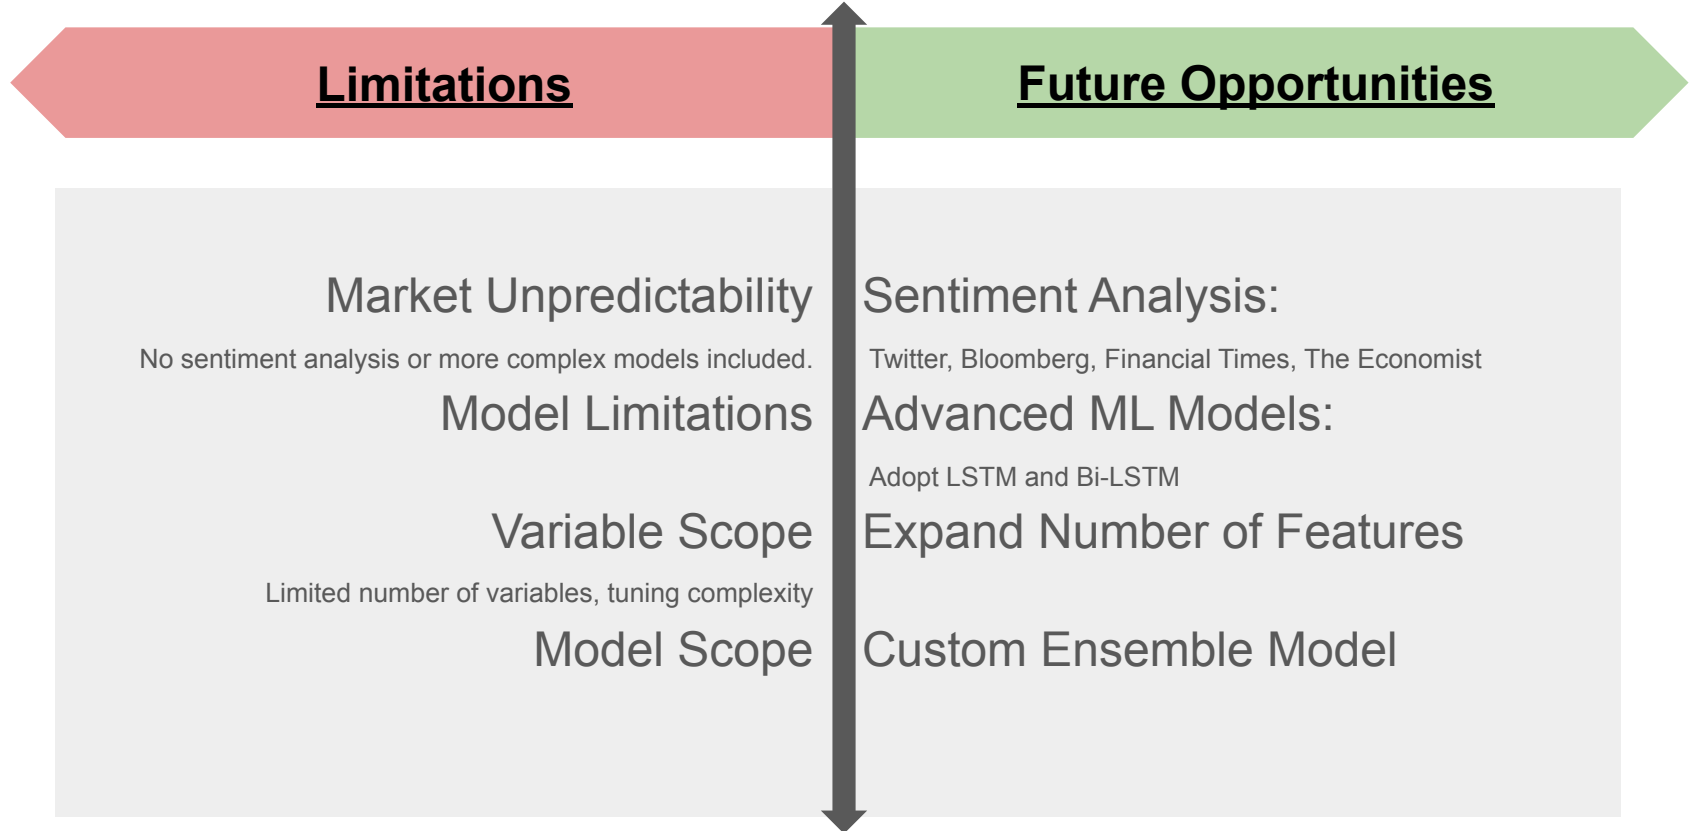 Limitations
Future Opportunities
Market Unpredictability
No sentiment analysis or more complex models included.
Model Limitations
Variable Scope
Limited number of variables, tuning complexity
Model Scope
Sentiment Analysis:
Twitter, Bloomberg, Financial Times, The Economist
Advanced ML Models:
Adopt LSTM and Bi-LSTM
Expand Number of Features
Custom Ensemble Model